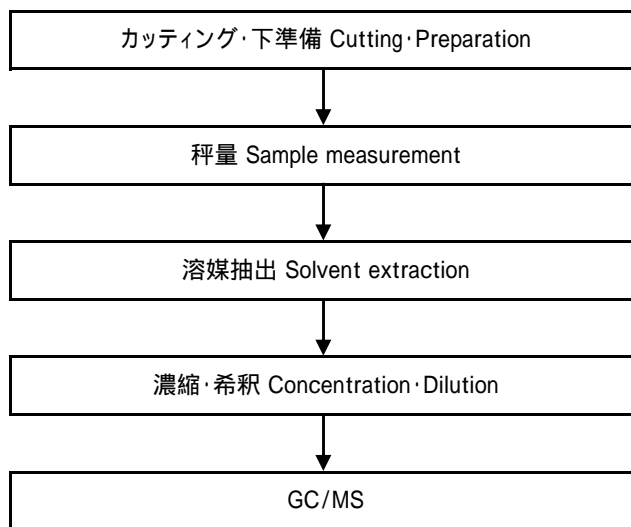 カッティング･下準備 Cutting･Preparation
秤量 Sample measurement
溶媒抽出 Solvent extraction
濃縮･希釈 Concentration･Dilution
GC/MS